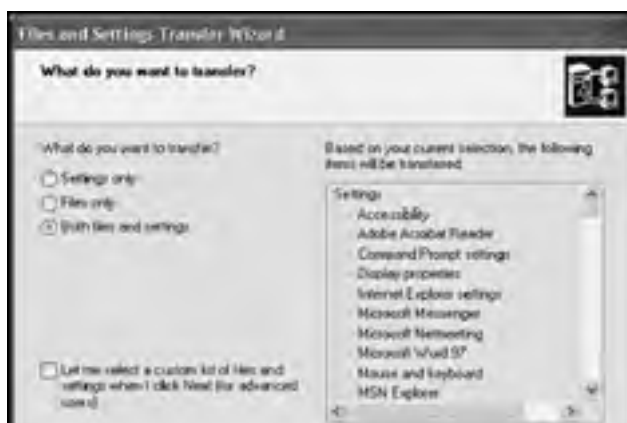 Files and Settings Transfer Wizard
What do you want to transfer?
What do you want to transfer?
Settings only
Files only
Both files and settings
Let me select a custom list of files and
settings when I click Next (for advanced
users)
Based on your current selection, the following
items will be transferred:
Settings
Accessibility
Adobe Acrobat Reader
Command Prompt settings
Display properties
Internet Explorer settings
Microsoft Messenger
Microsoft Netmeeting
Microsoft Word 97
Mouse and keyboard
MSN Explorer